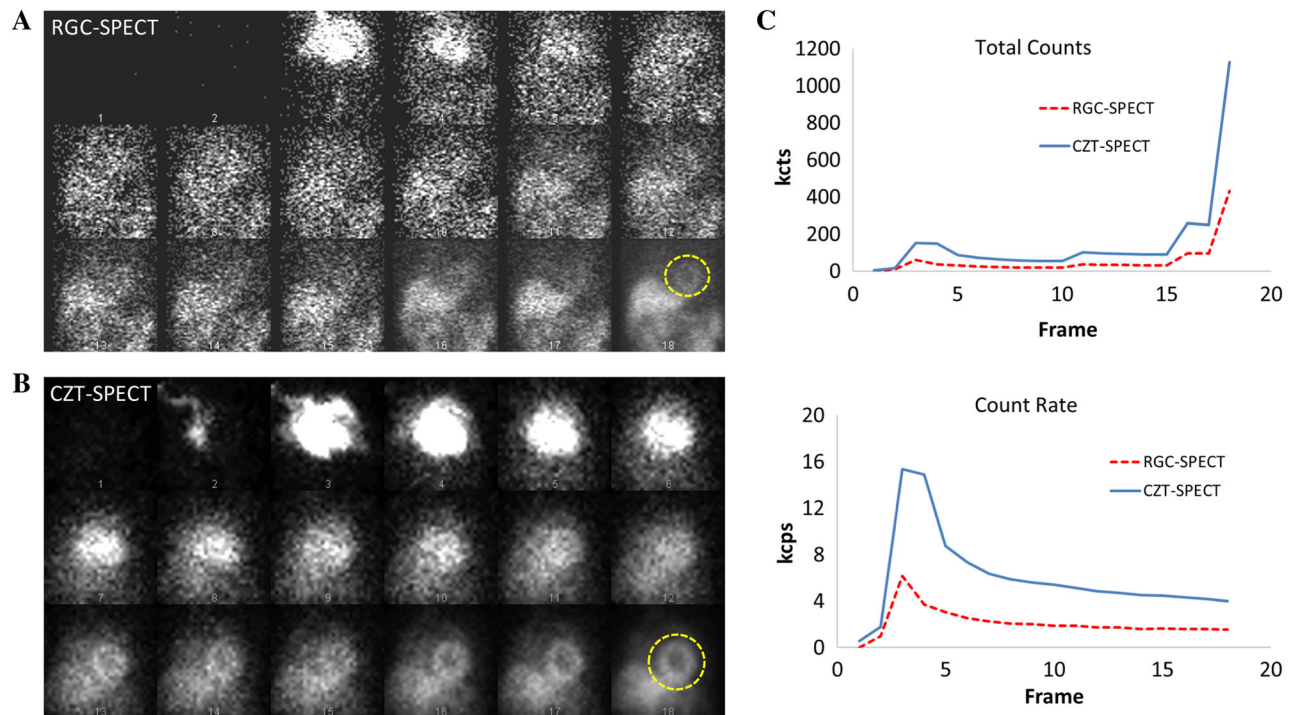 A
RGC-SPECT
1 2 3 4 5 6
7 8 9 10 11 12
13 14 15 16 17 18
B
CZT-SPECT
1 2 3 4 5 6
7 8 9 10 11 12
13 14 15 16 17 18
C
Total Counts
1200
1000
800
600
400
200
0
kcts
RGC-SPECT
CZT-SPECT
0 5 10 15 20
Frame
Count Rate
20
16
12
8
4
0
kcps
RGC-SPECT
CZT-SPECT
0 5 10 15 20
Frame